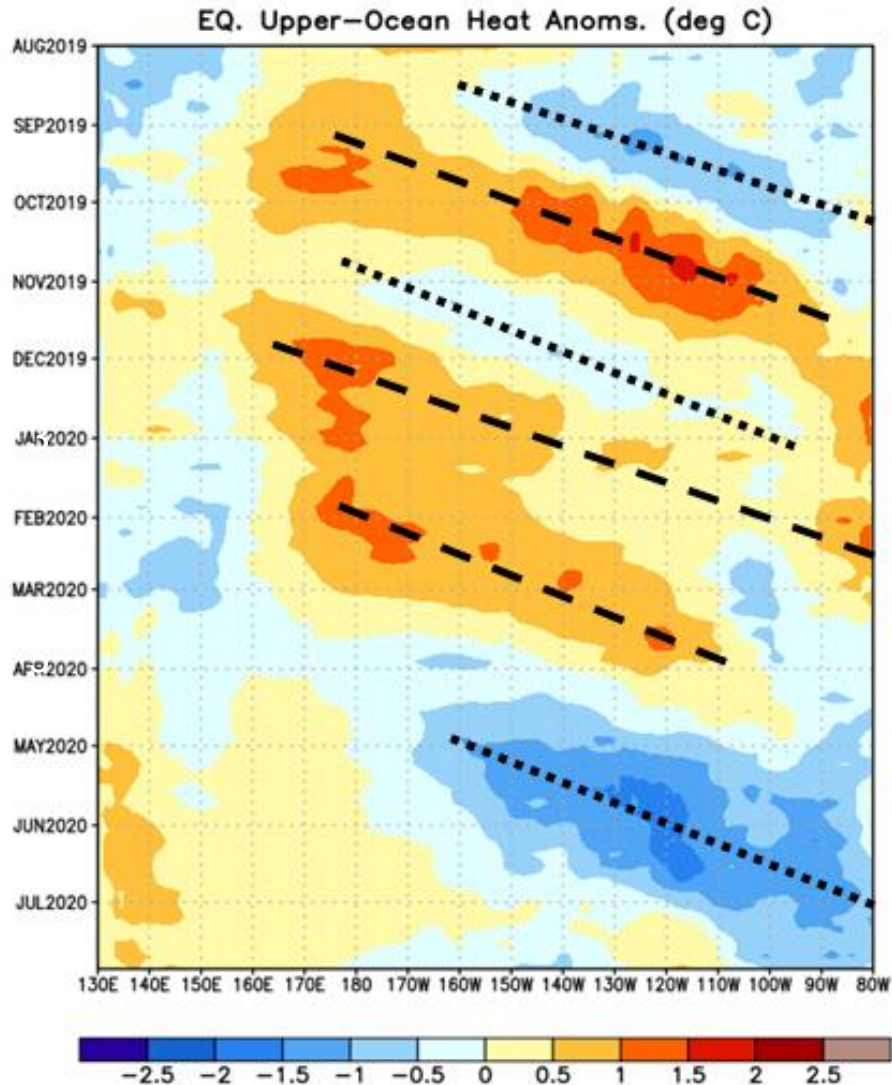 EQ. Upper-Ocean Heat Anoms. (deg C)
AUG2019
SEP2019
OCT2019
NOV2019
DEC2019
JAN2020
FEB2020
MAR2020
APR2020
MAY2020
JUN2020
JUL2020
130E 140E 150E 160E 170E 180 170W 160W 150W 140W 130W 120W 110W 100W 90W 80W
-2.5 -2 -1.5 -1 -0.5 0 0.5 1 1.5 2 2.5